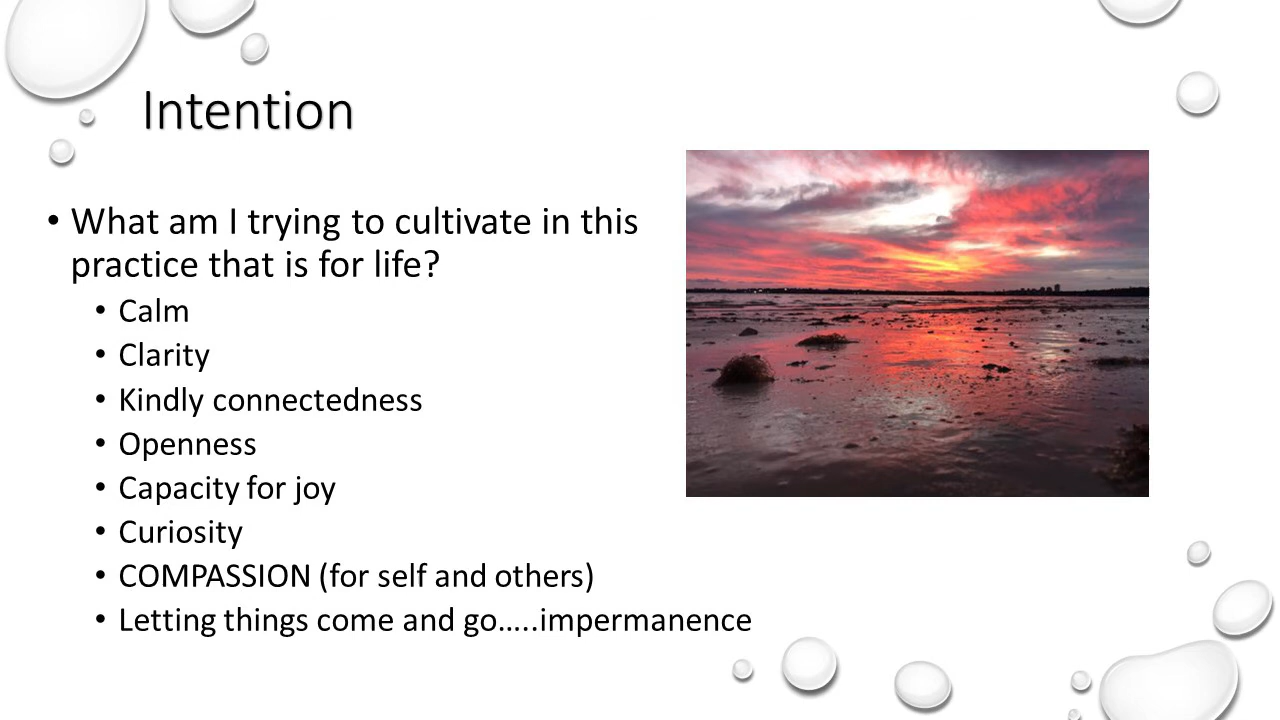 Intention
• What am I trying to cultivate in this
practice that is for life?
• Calm
• Clarity
• Kindly connectedness
• Openness
• Capacity for joy
• Curiosity
• COMPASSION (for self and others)
• Letting things come and go…..impermanence